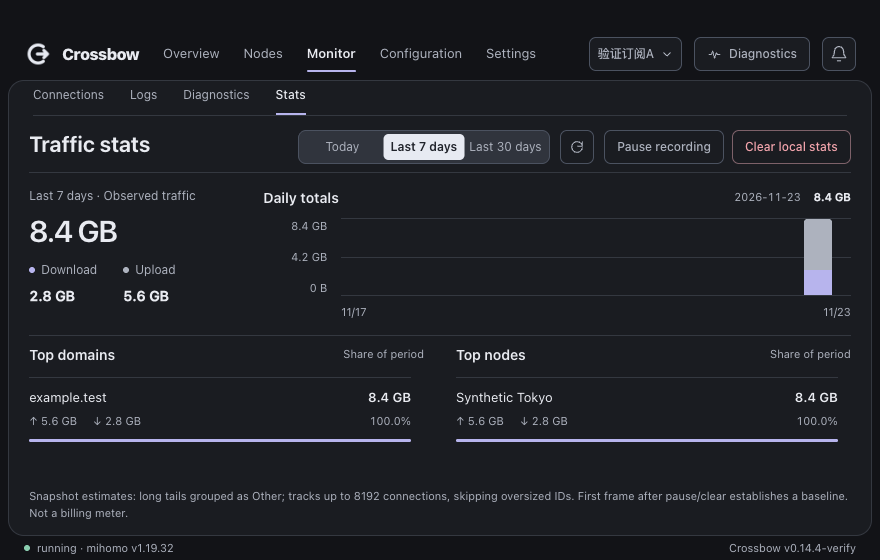 Crossbow Overview Nodes Monitor Configuration Settings 验证订阅A Diagnostics
Connections Logs Diagnostics Stats
Traffic stats Today Last 7 days Last 30 days Pause recording Clear local stats
Last 7 days · Observed traffic
8.4 GB
Download Upload
2.8 GB 5.6 GB
Daily totals 2026-11-23 8.4 GB
8.4 GB
4.2 GB
0 B
11/17 11/23
Top domains Share of period
example.test 8.4 GB
↑ 5.6 GB ↓ 2.8 GB 100.0%
Top nodes Share of period
Synthetic Tokyo 8.4 GB
↑ 5.6 GB ↓ 2.8 GB 100.0%
Snapshot estimates: long tails grouped as Other; tracks up to 8192 connections, skipping oversized IDs. First frame after pause/clear establishes a baseline.
Not a billing meter.
running · mihomo v1.19.32 Crossbow v0.14.4-verify